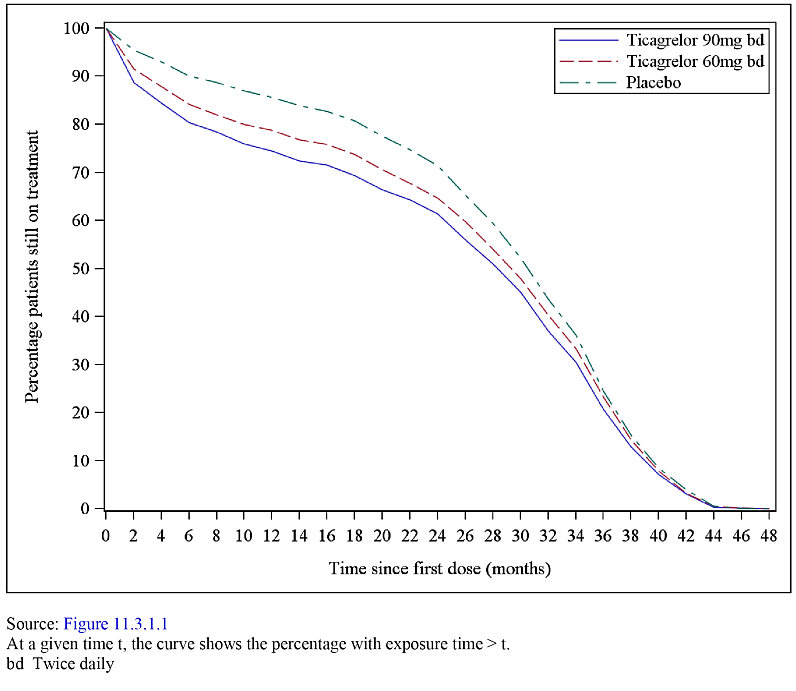 Ticagrelor 90mg bd
Ticagrelor 60mg bd
Placebo
Percentage patients still on treatment
100
90
80
70
60
50
40
30
20
10
0
0 2 4 6 8 10 12 14 16 18 20 22 24 26 28 30 32 34 36 38 40 42 44 46 48
Time since first dose (months)
Source: Figure 11.3.1.1
At a given time t, the curve shows the percentage with exposure time > t.
bd Twice daily